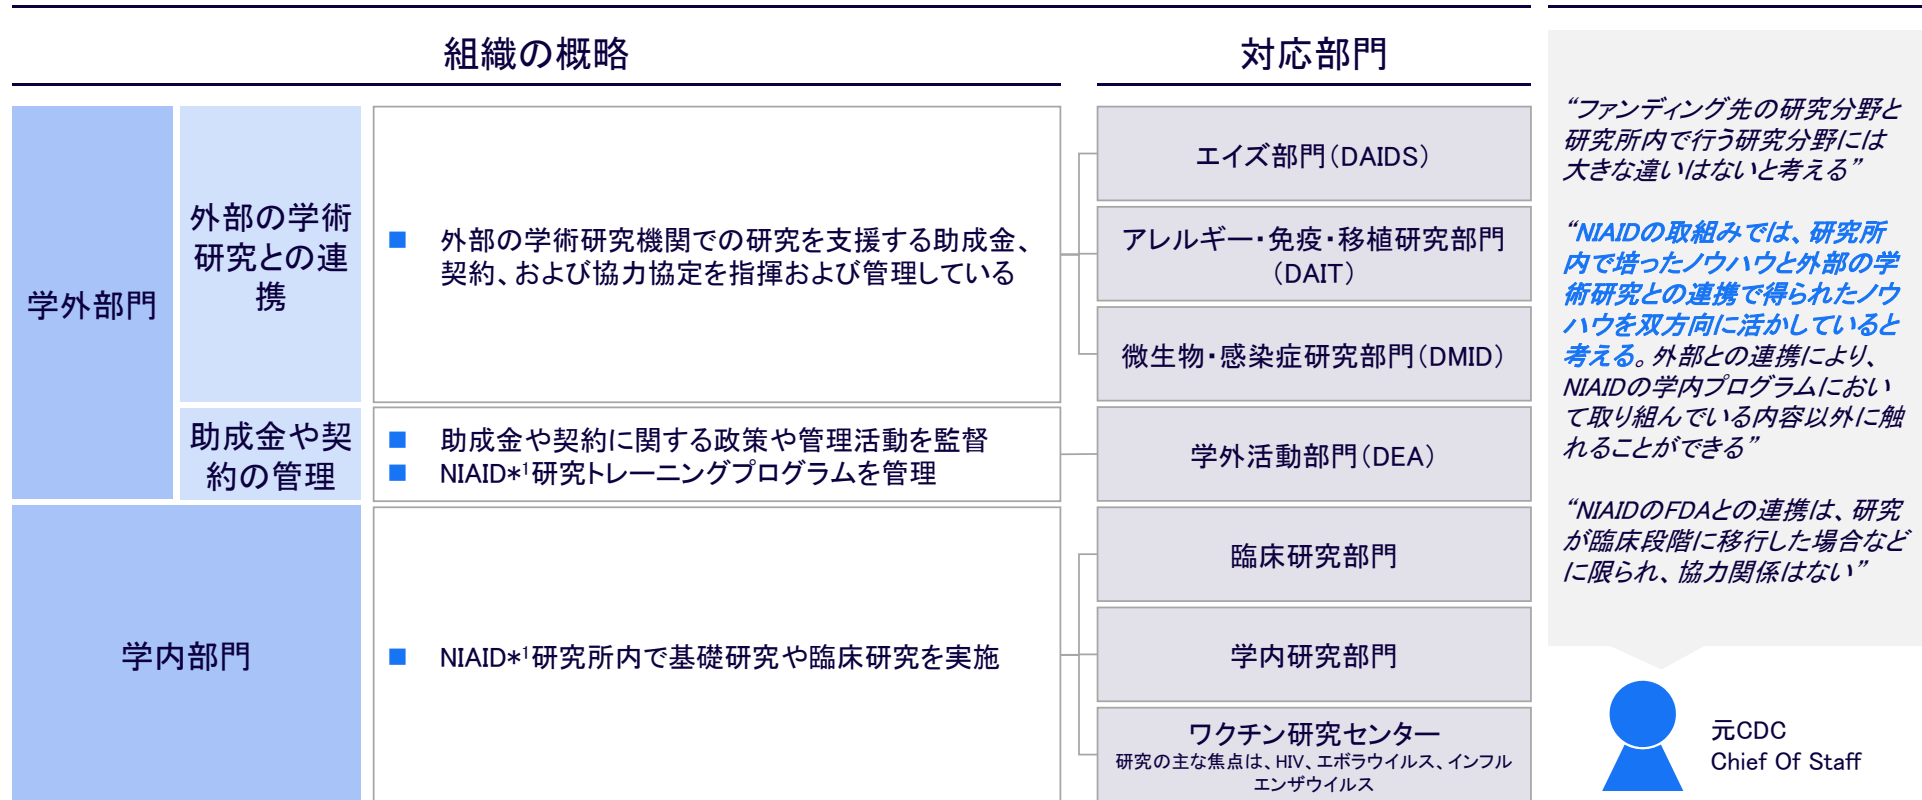 組織の概略
対応部門
学外部門
外部の学術
研究との連
携
■ 外部の学術研究機関での研究を支援する助成金、
契約、および協力協定を指揮および管理している
エイズ部門（DAIDS）
アレルギー・免疫・移植研究部門
（DAIT）
微生物・感染症研究部門（DMID）
助成金や契
約の管理
■ 助成金や契約に関する政策や管理活動を監督
■ NIAID*1研究トレーニングプログラムを管理
学外活動部門（DEA）
学内部門
■ NIAID*1研究所内で基礎研究や臨床研究を実施
臨床研究部門
学内研究部門
ワクチン研究センター
研究の主な焦点は、HIV、エボラウイルス、インフル
エンザウイルス
“ファンディング先の研究分野と
研究所内で行う研究分野には
大きな違いはないと考える”
“NIAIDの取組みでは、研究所
内で培ったノウハウと外部の学
術研究との連携で得られたノウ
ハウを双方向に活かしていると
考える。外部との連携により、
NIAIDの学内プログラムにおい
て取り組んでいる内容以外に触
れることができる”
“NIAIDのFDAとの連携は、研究
が臨床段階に移行した場合など
に限られ、協力関係はない”
元CDC
Chief Of Staff